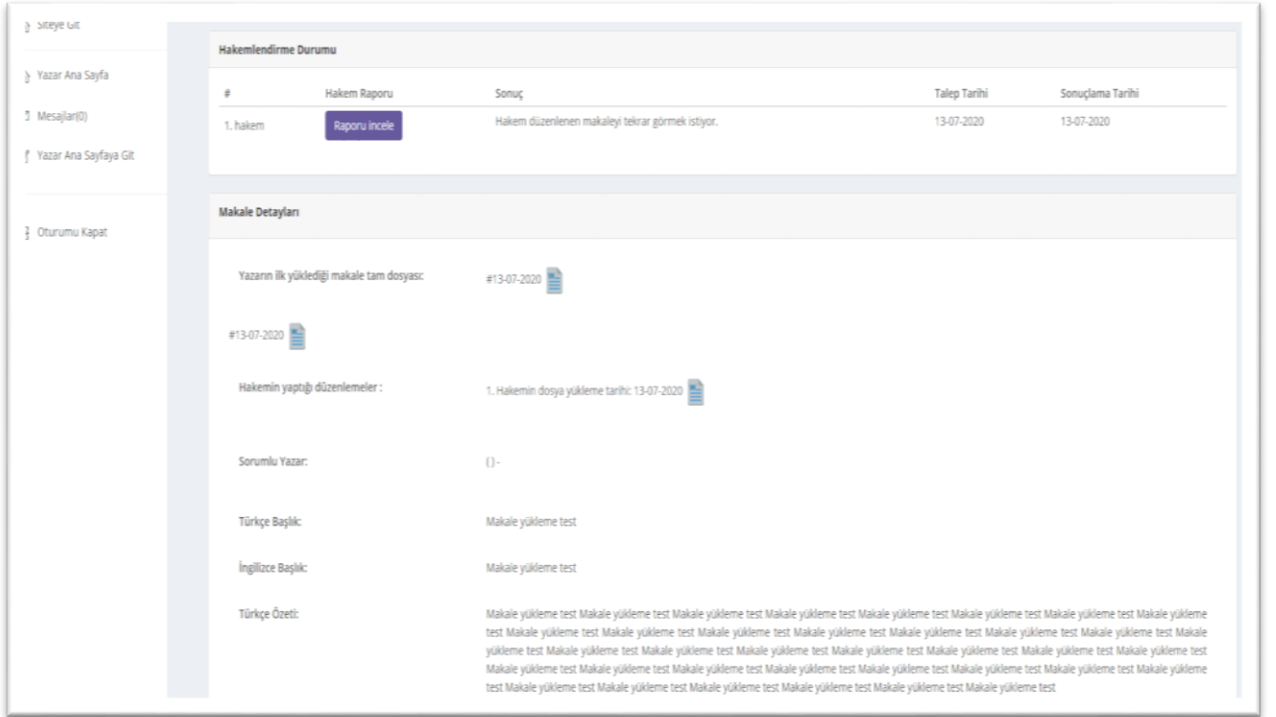 Siteye Git
Yazar Ana Sayfa
Mesajlar(0)
Yazar Ana Sayfaya Git
Oturumu Kapat
Hakemlendirme Durumu
# Hakem Raporu Sonuç Talep Tarihi Sonuçlama Tarihi
1. hakem Raporu incele Hakem düzenlenen makaleyi tekrar görmek istiyor. 13-07-2020 13-07-2020
Makale Detayları
Yazarın ilk yüklediği makale tam dosyası: #13-07-2020
#13-07-2020
Hakemin yaptığı düzenlemeler : 1. Hakemin dosya yükleme tarihi: 13-07-2020
Sorumlu Yazar: ( ) -
Türkçe Başlık: Makale yükleme test
İngilizce Başlık: Makale yükleme test
Türkçe Özeti: Makale yükleme test Makale yükleme test Makale yükleme test Makale yükleme test Makale yükleme test Makale yükleme test Makale yükleme test Makale yükleme
test Makale yükleme test Makale yükleme test Makale yükleme test Makale yükleme test Makale yükleme test Makale yükleme test Makale yükleme test Makale
yükleme test Makale yükleme test Makale yükleme test Makale yükleme test Makale yükleme test Makale yükleme test Makale yükleme test Makale yükleme test
Makale yükleme test Makale yükleme test Makale yükleme test Makale yükleme test Makale yükleme test Makale yükleme test Makale yükleme test Makale yükleme
test Makale yükleme test Makale yükleme test Makale yükleme test Makale yükleme test Makale yükleme test Makale yükleme test